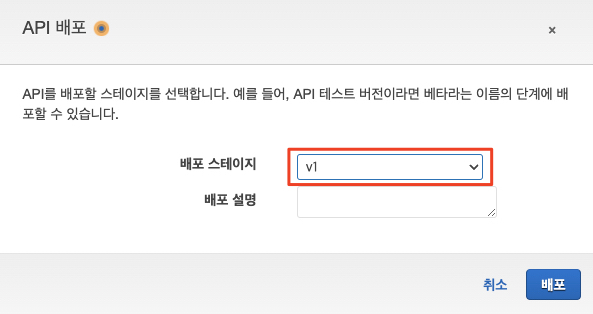 API 배포
×
API를 배포할 스테이지를 선택합니다. 예를 들어, API 테스트 버전이라면 베타라는 이름의 단계에 배
포할 수 있습니다.
배포 스테이지 v1
배포 설명
취소 배포